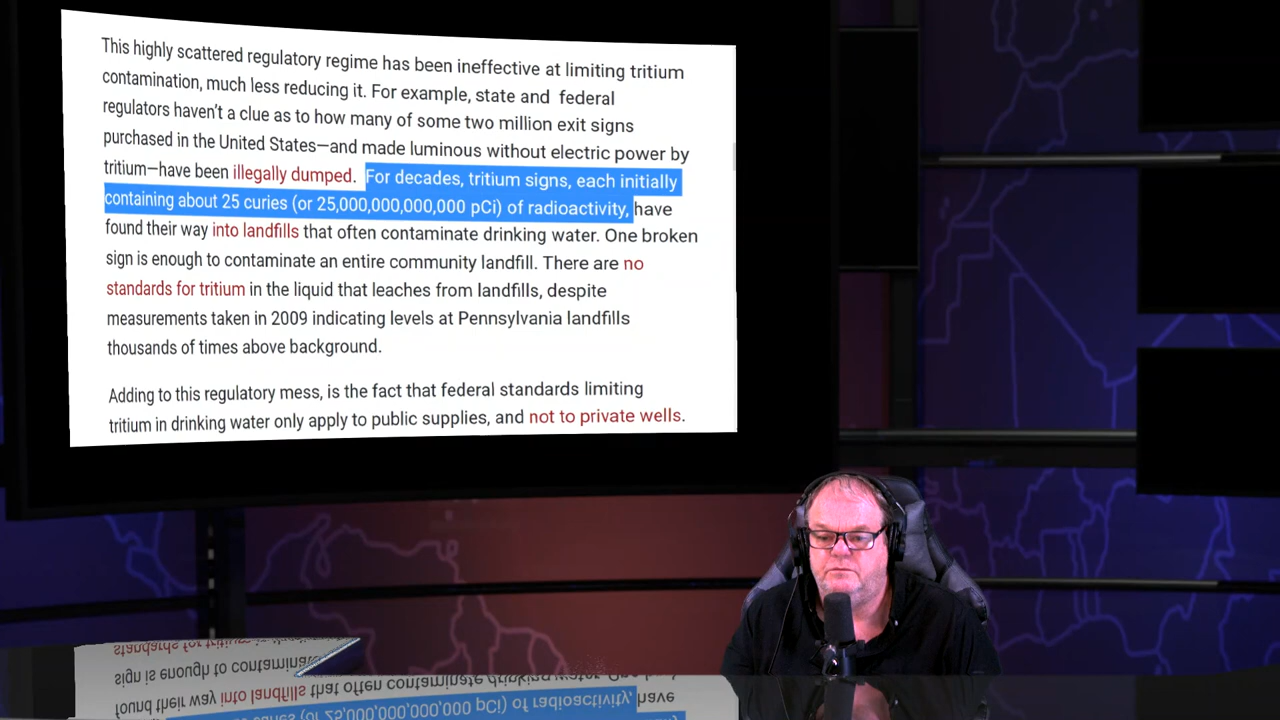 This highly scattered regulatory regime has been ineffective at limiting tritium
contamination, much less reducing it. For example, state and federal
regulators haven't a clue as to how many of some two million exit signs
purchased in the United States—and made luminous without electric power by
tritium—have been illegally dumped. For decades, tritium signs, each initially
containing about 25 curies (or 25,000,000,000,000 pCi) of radioactivity, have
found their way into landfills that often contaminate drinking water. One broken
sign is enough to contaminate an entire community landfill. There are no
standards for tritium in the liquid that leaches from landfills, despite
measurements taken in 2009 indicating levels at Pennsylvania landfills
thousands of times above background.
Adding to this regulatory mess, is the fact that federal standards limiting
tritium in drinking water only apply to public supplies, and not to private wells.